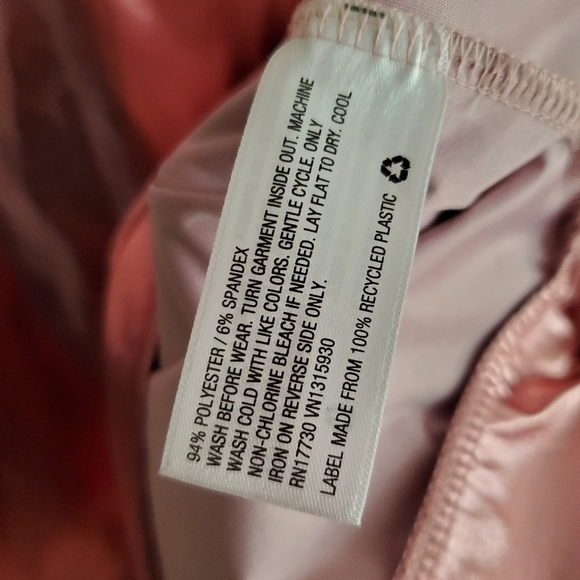 94% POLYESTER / 6% SPANDEX
WASH BEFORE WEAR. TURN GARMENT INSIDE OUT. MACHINE
WASH COLD WITH LIKE COLORS. GENTLE CYCLE. ONLY
NON-CHLORINE BLEACH IF NEEDED. LAY FLAT TO DRY. COOL
IRON ON REVERSE SIDE ONLY.
RN17730 VN1315930
LABEL MADE FROM 100% RECYCLED PLASTIC